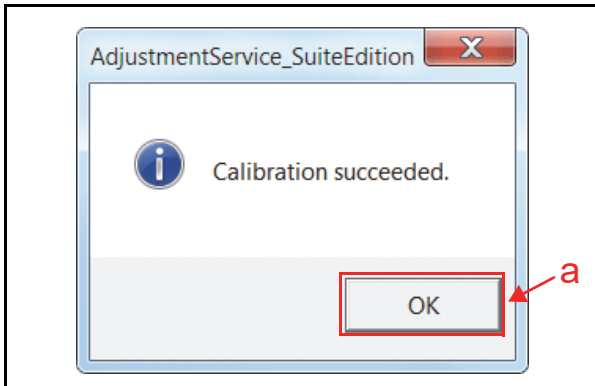 AdjustmentService_SuiteEdition
X
Calibration succeeded.
a
OK